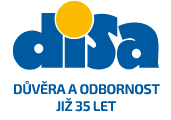 disa
DŮVĚRA A ODBORNOST
JIŽ 35 LET